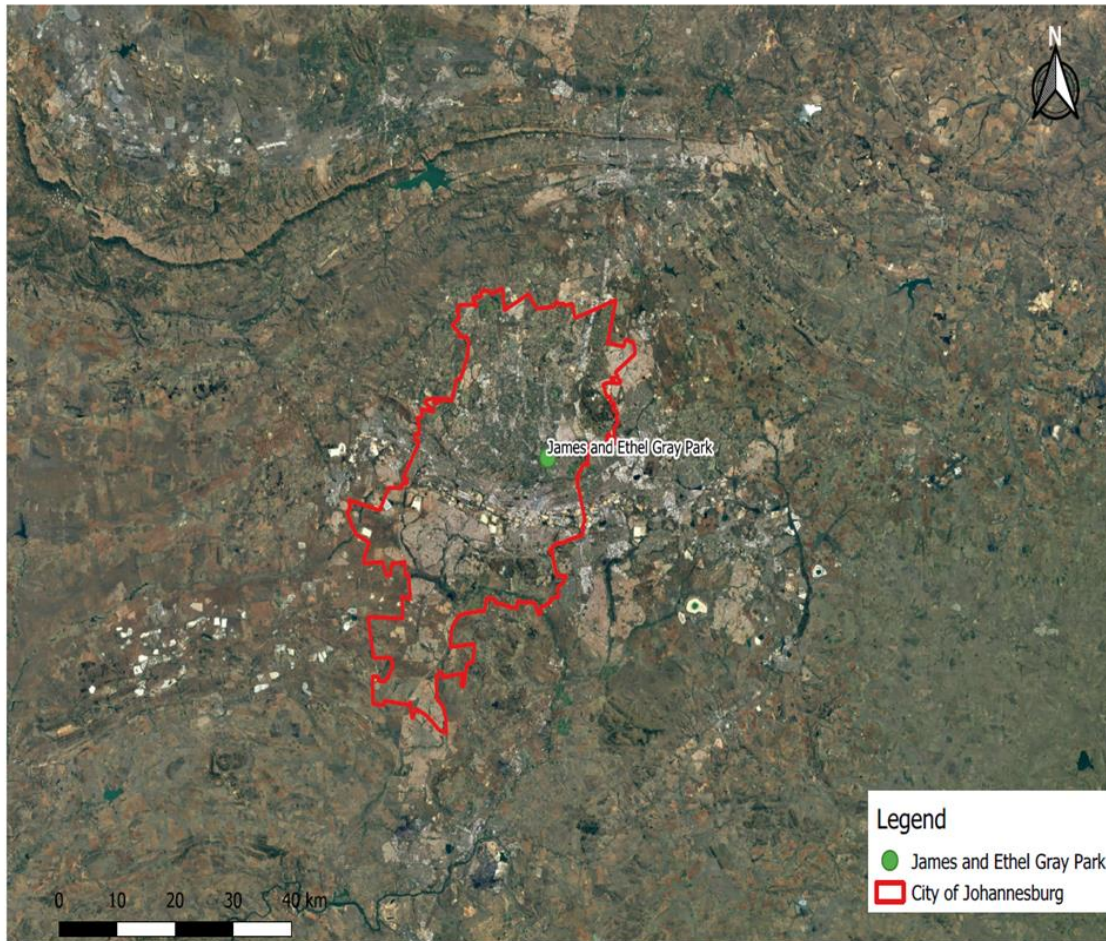 N
James and Ethel Gray Park
Legend
James and Ethel Gray Park
City of Johannesburg
0 10 20 30 40 km